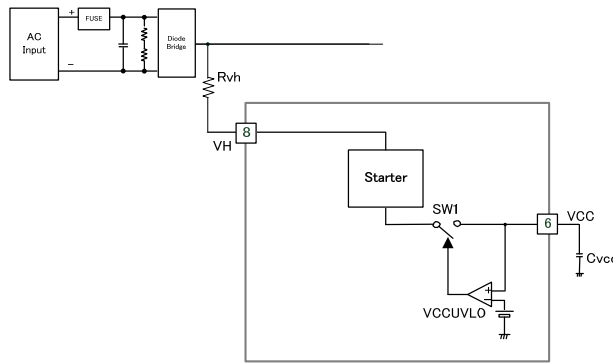 AC
Input
+
−
FUSE
Diode
Bridge
Rvh
8
VH
Starter
SW1
6
VCC
Cvcc
+
−
VCCUVLO